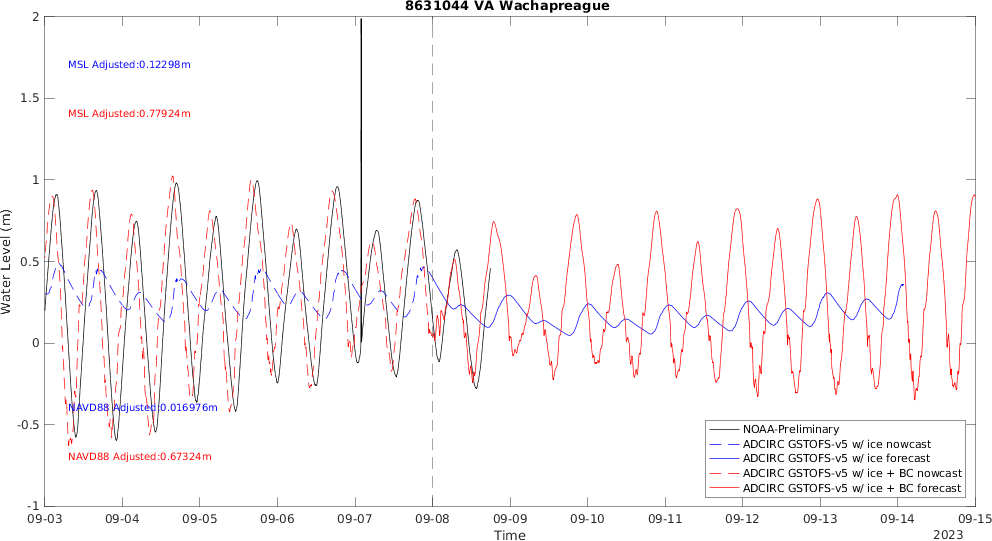 8631044 VA Wachapreague
2
1.5
1
0.5
0
-0.5
-1
Water Level (m)
MSL Adjusted:0.12298m
MSL Adjusted:0.77924m
NAVD88 Adjusted:0.016976m
NAVD88 Adjusted:0.67324m
NOAA-Preliminary
ADCIRC GSTOFS-v5 w/ ice nowcast
ADCIRC GSTOFS-v5 w/ ice forecast
ADCIRC GSTOFS-v5 w/ ice + BC nowcast
ADCIRC GSTOFS-v5 w/ ice + BC forecast
09-03 09-04 09-05 09-06 09-07 09-08 09-09 09-10 09-11 09-12 09-13 09-14 09-15
Time
2023